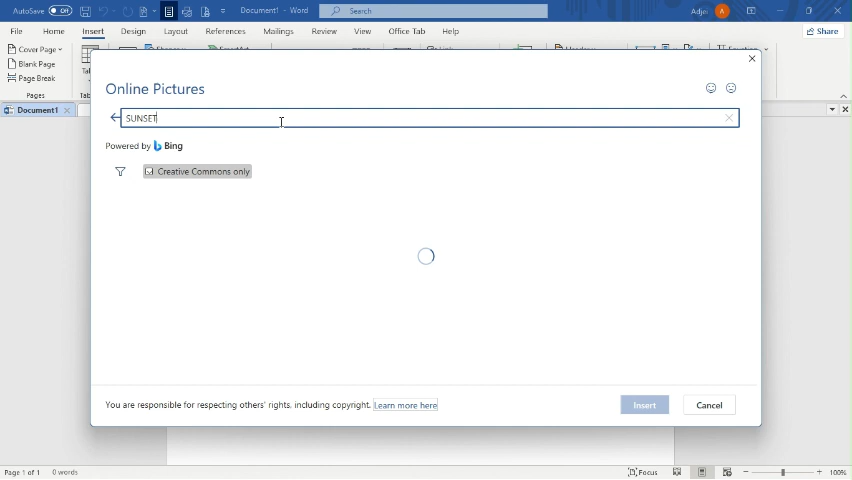 AutoSave Off Document1 - Word Search Adjei A
File Home Insert Design Layout References Mailings Review View Office Tab Help Share
Cover Page
Blank Page
Page Break
Pages
Document1
Online Pictures
SUNSET
Powered by Bing
Creative Commons only
You are responsible for respecting others' rights, including copyright. Learn more here
Insert Cancel
Page 1 of 1 0 words Focus 100%